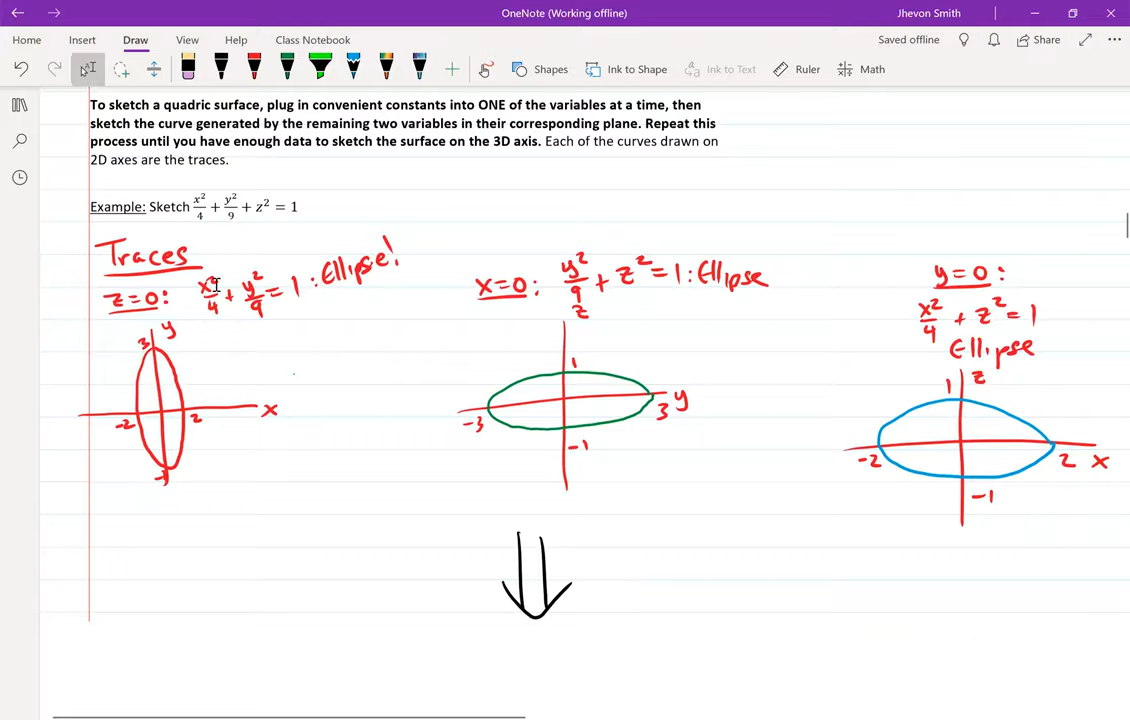 OneNote (Working offline)
Jhevon Smith
Home Insert Draw View Help Class Notebook
Saved offline
Share
Shapes
Ink to Shape
Ink to Text
Ruler
Math
To sketch a quadric surface, plug in convenient constants into ONE of the variables at a time, then
sketch the curve generated by the remaining two variables in their corresponding plane. Repeat this
process until you have enough data to sketch the surface on the 3D axis. Each of the curves drawn on
2D axes are the traces.
Example: Sketch x²/4 + y²/9 + z² = 1
Traces
z=0: x²/4 + y²/9 = 1 : Ellipse!
y
3
-2 2 x
x=0: y²/9 + z² = 1 : Ellipse
z
1
-3 3 y
-1
y=0:
x²/4 + z² = 1
Ellipse
1 z
-2 2 x
-1